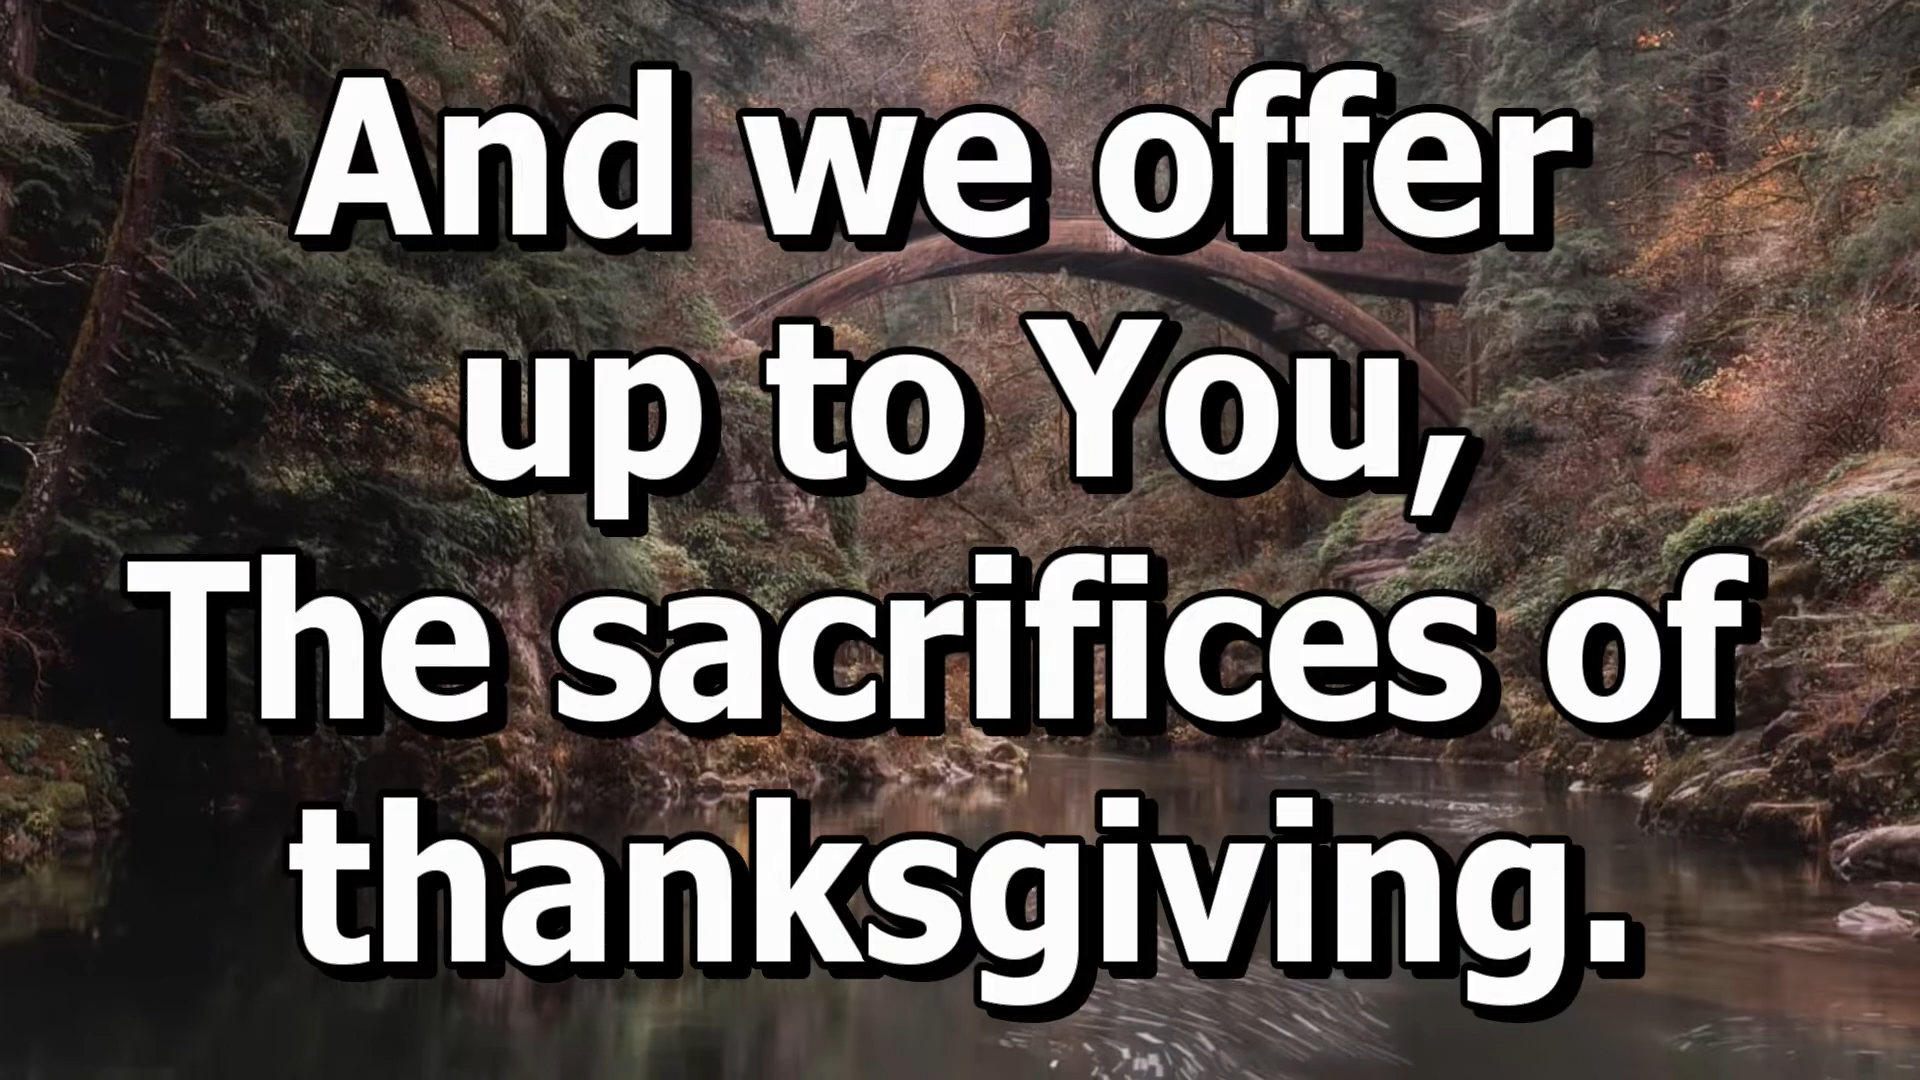 And we offer
up to You,
The sacrifices of
thanksgiving.